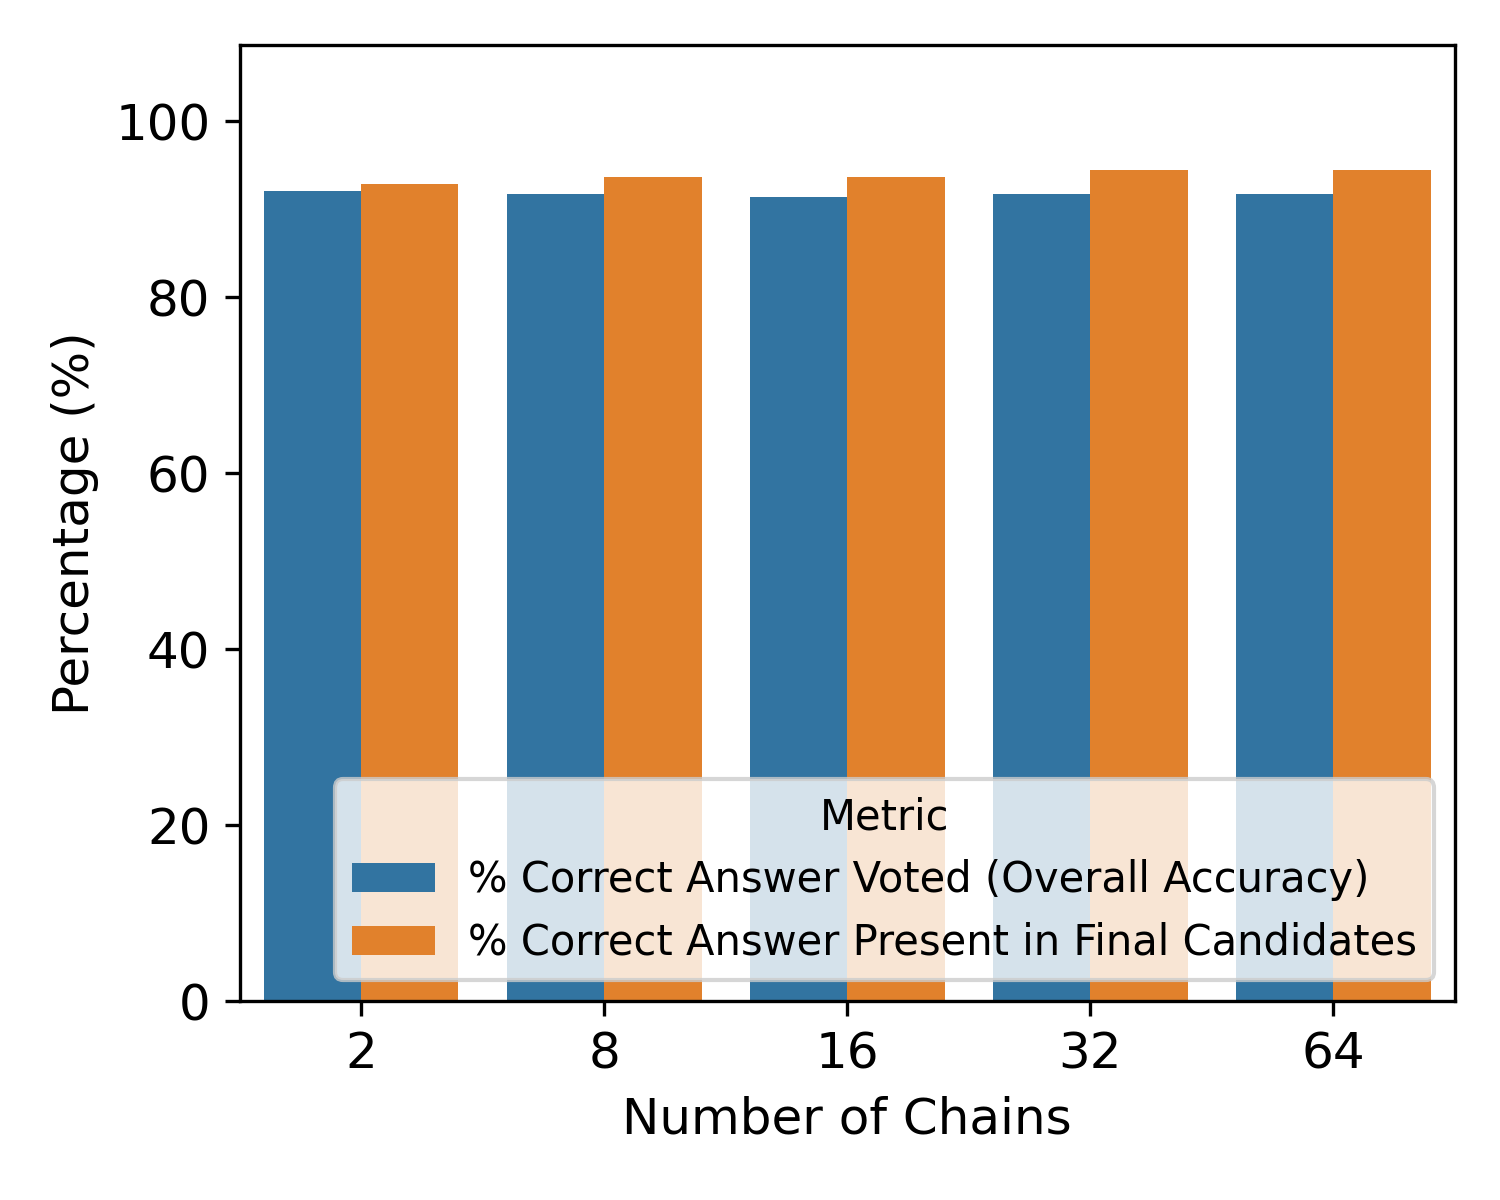 100
80
60
40
20
0
Percentage (%)
Metric
% Correct Answer Voted (Overall Accuracy)
% Correct Answer Present in Final Candidates
2 8 16 32 64
Number of Chains